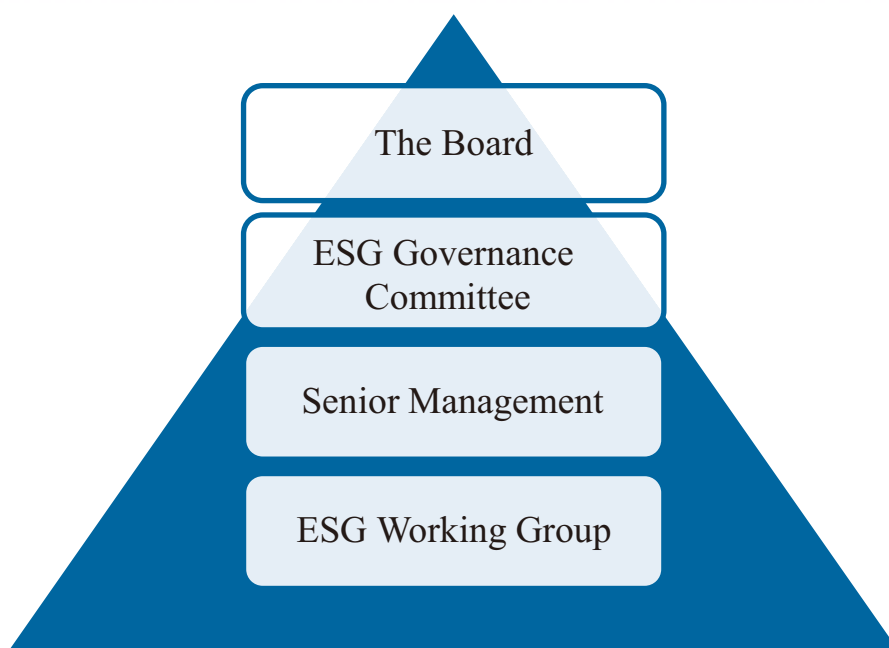 The Board
ESG Governance
Committee
Senior Management
ESG Working Group